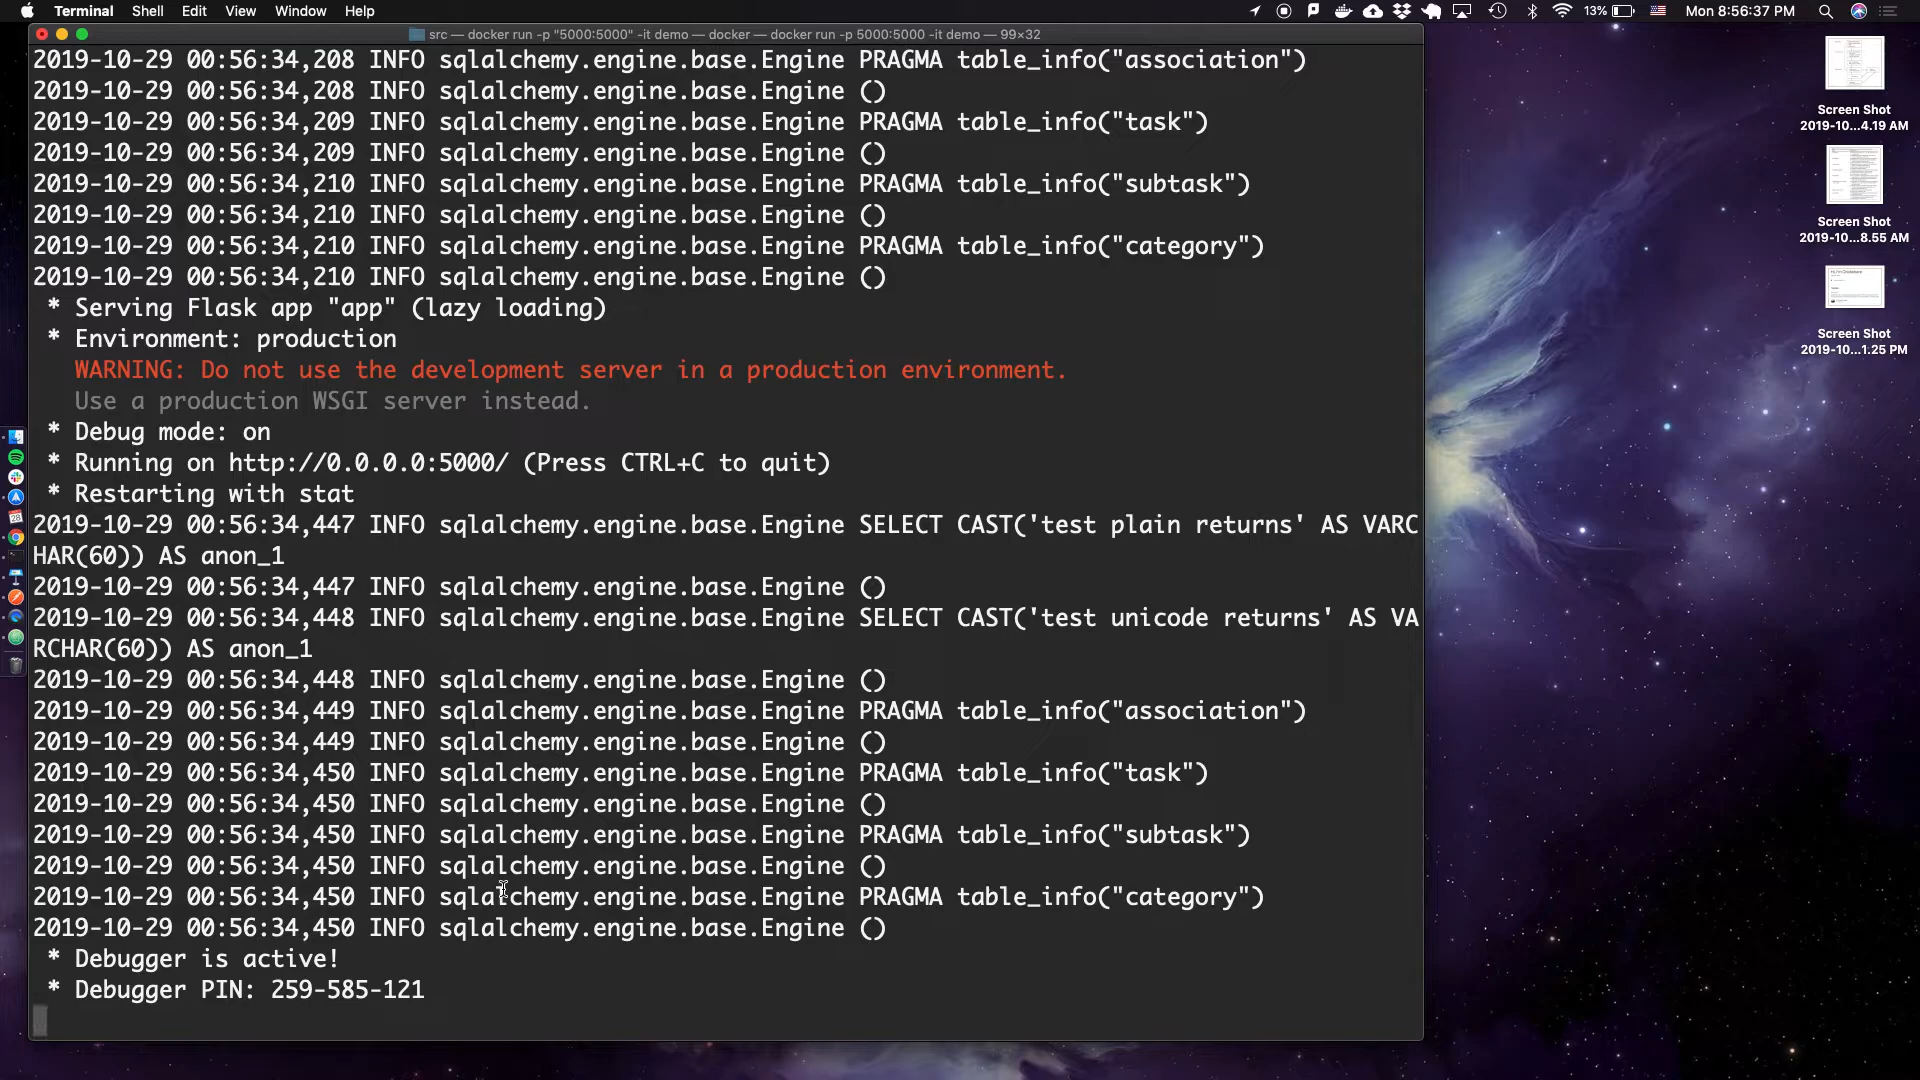 Terminal Shell Edit View Window Help 13% Mon 8:56:37 PM
src — docker run -p "5000:5000" -it demo — docker — docker run -p 5000:5000 -it demo — 99×32
2019-10-29 00:56:34,208 INFO sqlalchemy.engine.base.Engine PRAGMA table_info("association")
2019-10-29 00:56:34,208 INFO sqlalchemy.engine.base.Engine ()
2019-10-29 00:56:34,209 INFO sqlalchemy.engine.base.Engine PRAGMA table_info("task")
2019-10-29 00:56:34,209 INFO sqlalchemy.engine.base.Engine ()
2019-10-29 00:56:34,210 INFO sqlalchemy.engine.base.Engine PRAGMA table_info("subtask")
2019-10-29 00:56:34,210 INFO sqlalchemy.engine.base.Engine ()
2019-10-29 00:56:34,210 INFO sqlalchemy.engine.base.Engine PRAGMA table_info("category")
2019-10-29 00:56:34,210 INFO sqlalchemy.engine.base.Engine ()
* Serving Flask app "app" (lazy loading)
* Environment: production
WARNING: Do not use the development server in a production environment.
Use a production WSGI server instead.
* Debug mode: on
* Running on http://0.0.0.0:5000/ (Press CTRL+C to quit)
* Restarting with stat
2019-10-29 00:56:34,447 INFO sqlalchemy.engine.base.Engine SELECT CAST('test plain returns' AS VARC
HAR(60)) AS anon_1
2019-10-29 00:56:34,447 INFO sqlalchemy.engine.base.Engine ()
2019-10-29 00:56:34,448 INFO sqlalchemy.engine.base.Engine SELECT CAST('test unicode returns' AS VA
RCHAR(60)) AS anon_1
2019-10-29 00:56:34,448 INFO sqlalchemy.engine.base.Engine ()
2019-10-29 00:56:34,449 INFO sqlalchemy.engine.base.Engine PRAGMA table_info("association")
2019-10-29 00:56:34,449 INFO sqlalchemy.engine.base.Engine ()
2019-10-29 00:56:34,450 INFO sqlalchemy.engine.base.Engine PRAGMA table_info("task")
2019-10-29 00:56:34,450 INFO sqlalchemy.engine.base.Engine ()
2019-10-29 00:56:34,450 INFO sqlalchemy.engine.base.Engine PRAGMA table_info("subtask")
2019-10-29 00:56:34,450 INFO sqlalchemy.engine.base.Engine ()
2019-10-29 00:56:34,450 INFO sqlalchemy.engine.base.Engine PRAGMA table_info("category")
2019-10-29 00:56:34,450 INFO sqlalchemy.engine.base.Engine ()
* Debugger is active!
* Debugger PIN: 259-585-121
Screen Shot
2019-10...4.19 AM
Screen Shot
2019-10...8.55 AM
Screen Shot
2019-10...1.25 PM